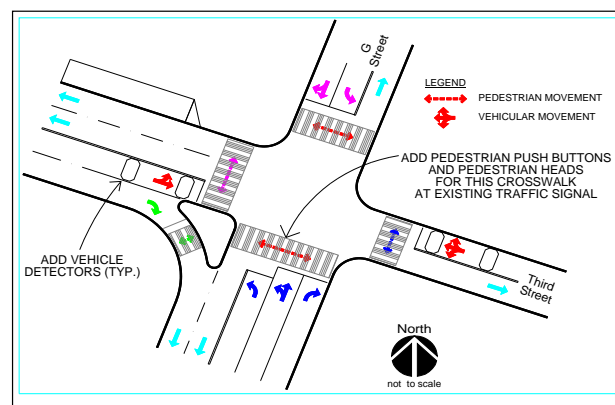 G
Street
LEGEND
PEDESTRIAN MOVEMENT
VEHICULAR MOVEMENT
ADD PEDESTRIAN PUSH BUTTONS
AND PEDESTRIAN HEADS
FOR THIS CROSSWALK
AT EXISTING TRAFFIC SIGNAL
ADD VEHICLE
DETECTORS (TYP.)
Third
Street
North
not to scale